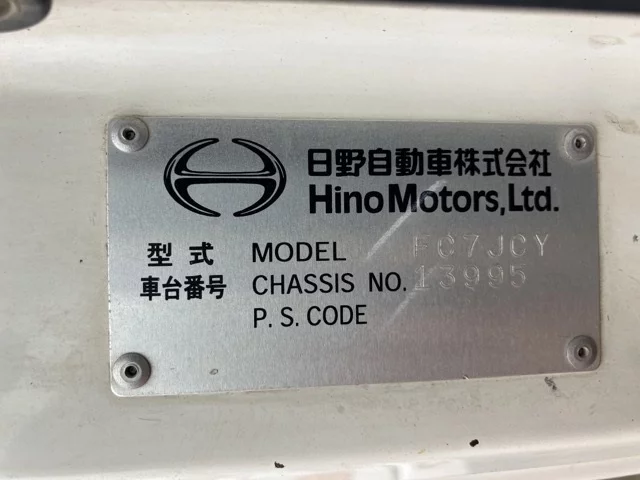 日野自動車株式会社
Hino Motors, Ltd.
型式 MODEL FC7JCY
車台番号 CHASSIS NO. 13995
P. S. CODE